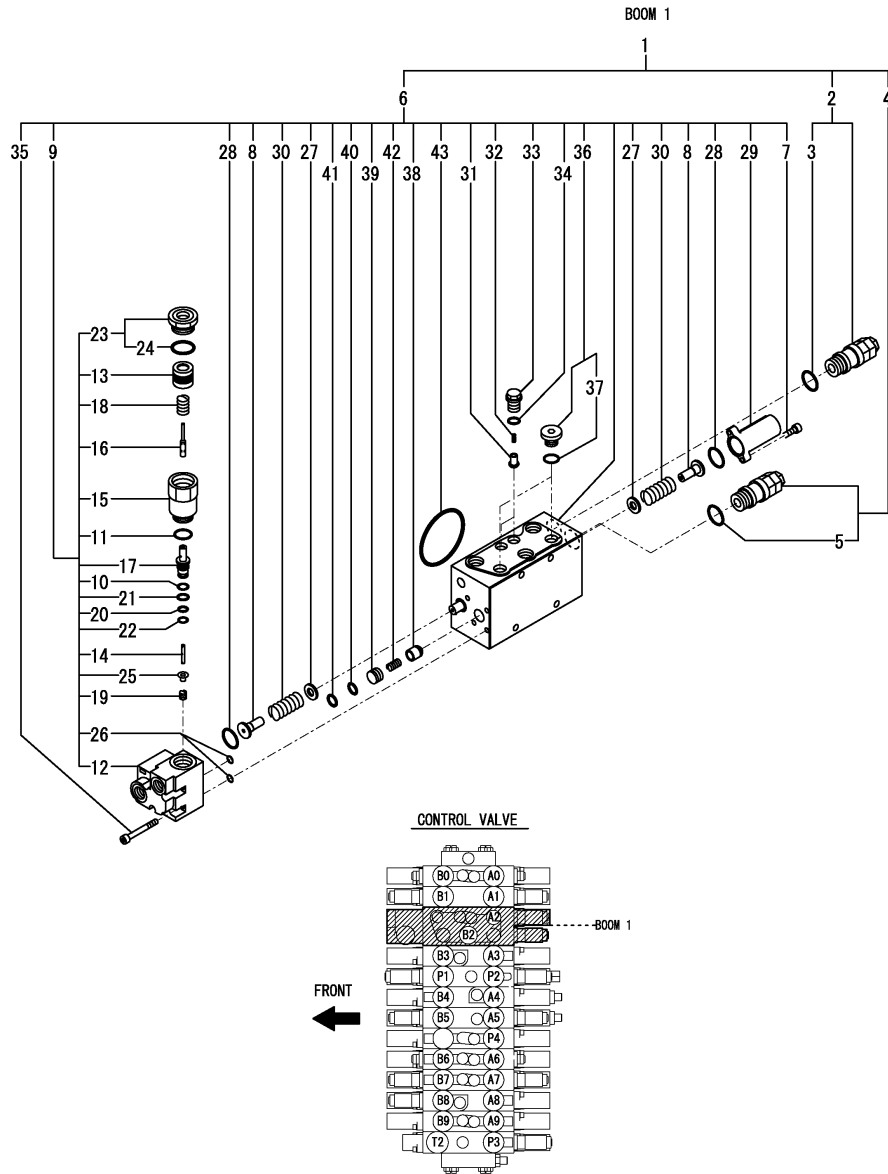 BOOM 1
1
6 2 4
35 9 28 8 30 27 40 42 43 32 33 36 27 30 8 28 29 7 3
41 39 38 31 34
23
24
13
18
37
16
15
11
5
17
10
21
20
22
14
25
19
26
12
CONTROL VALVE
B0 A0
B1 A1
A2
BOOM 1
B2
B3 A3
P1 P2
FRONT
B4 A4
B5 A5
P4
B6 A6
B7 A7
B8 A8
B9 A9
T2 P3